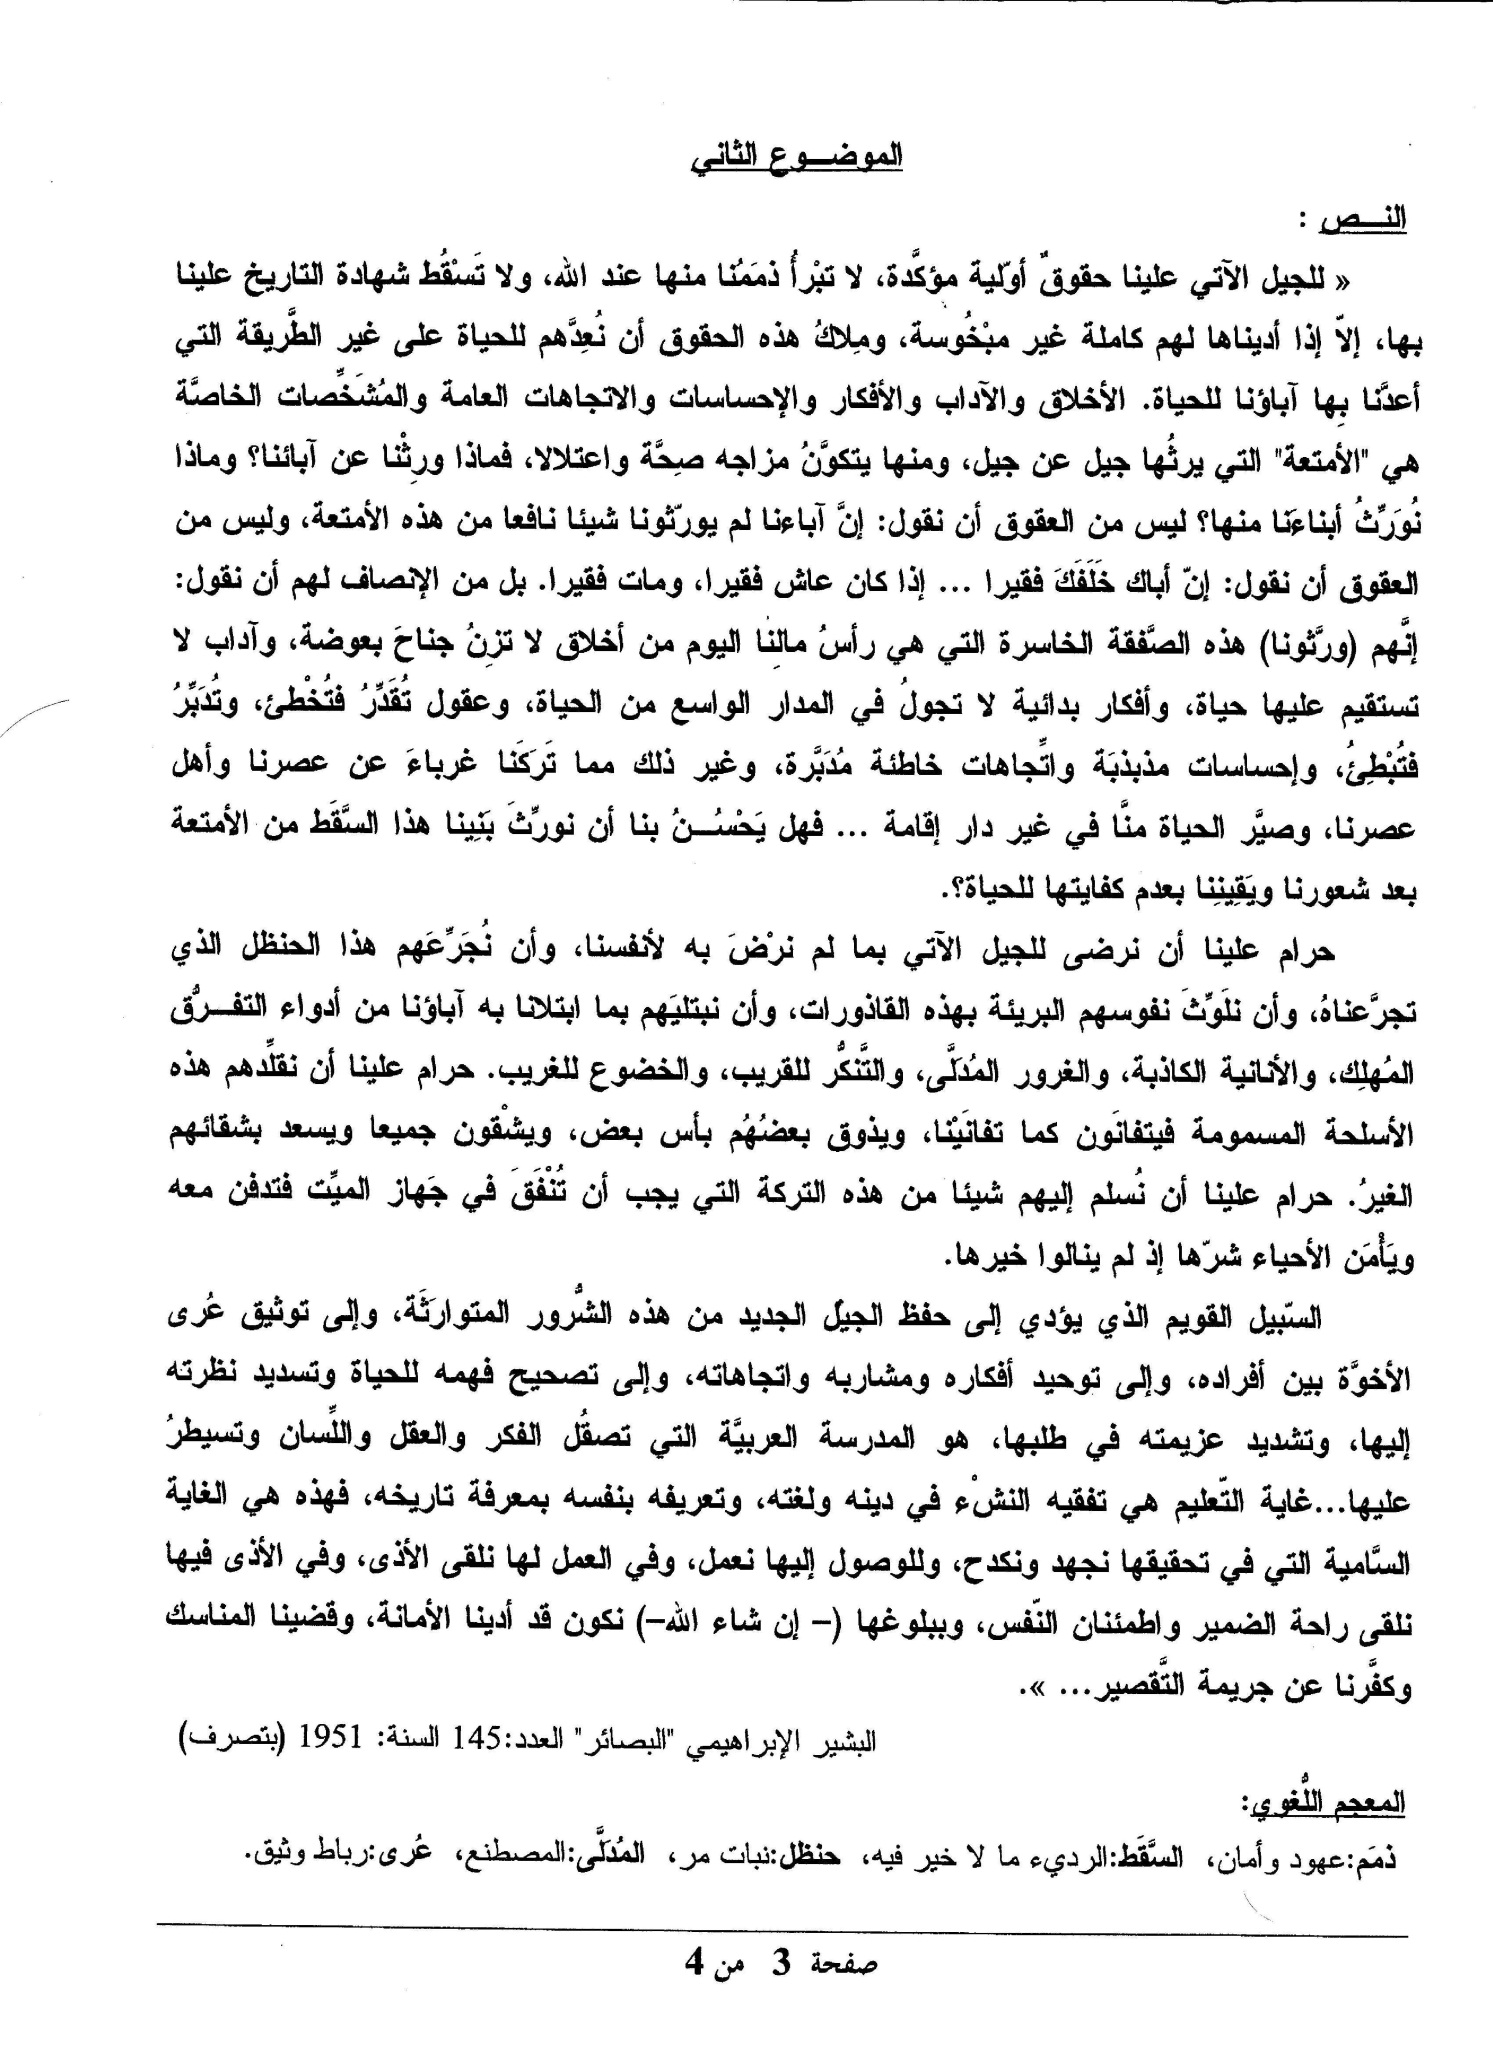 الموضــوع الثاني
النــص :
« للجيل الآتي علينا حقوقٌ أوّلية مؤكَّدة، لا تبْرأُ ذمَمُنا منها عند الله، ولا تَسْقُط شهادة التاريخ علينا
بها، إلاّ إذا أديناها لهم كاملة غير مبْخُوسة، ومِلاكُ هذه الحقوق أن نُعِدَّهم للحياة على غير الطَّريقة التي
أعدَّنا بِها آباؤنا للحياة. الأخلاق والآداب والأفكار والإحساسات والاتجاهات العامة والمُشَخِّصات الخاصَّة
هي "الأمتعة" التي يرثُها جيل عن جيل، ومنها يتكوَّنُ مزاجه صِحَّة واعتلالا، فماذا ورِثْنا عن آبائنا؟ وماذا
نُوَرِّثُ أبناءَنا منها؟ ليس من العقوق أن نقول: إنَّ آباءنا لم يورّثونا شيئا نافعا من هذه الأمتعة، وليس من
العقوق أن نقول: إنّ أباك خَلَفَكَ فقيرا ... إذا كان عاش فقيرا، ومات فقيرا. بل من الإنصاف لهم أن نقول:
إنَّهم (ورَّثونا) هذه الصَّفقة الخاسرة التي هي رأسُ مالنا اليوم من أخلاق لا تزنُ جناحَ بعوضة، وآداب لا
تستقيم عليها حياة، وأفكار بدائية لا تجولُ في المدار الواسع من الحياة، وعقول تُقَدِّرُ فتُخْطئ، وتُدَبِّرُ
فتُبْطِئُ، وإحساسات مذبذبَة واتِّجاهات خاطئة مُدَبَّرة، وغير ذلك مما تَركَنا غرباءَ عن عصرنا وأهل
عصرنا، وصيَّر الحياة منَّا في غير دار إقامة ... فهل يَحْسُــنُ بنا أن نورِّثَ بَنِينا هذا السَّقَط من الأمتعة
بعد شعورنا ويَقِينِنا بعدم كفايتها للحياة؟.
حرام علينا أن نرضى للجيل الآتي بما لم نرْضَ به لأنفسنا، وأن نُجَرِّعَهم هذا الحنظل الذي
تجرَّعناهُ، وأن نلَوِّثَ نفوسهم البريئة بهذه القاذورات، وأن نبتليَهم بما ابتلانا به آباؤنا من أدواء التفـرُّق
المُهلِك، والأنانية الكاذبة، والغرور المُدَلَّى، والتَّنكُّر للقريب، والخضوع للغريب. حرام علينا أن نقلِّدهم هذه
الأسلحة المسمومة فيتفانَون كما تفانَيْنا، ويذوق بعضُهُم بأس بعض، ويشْقون جميعا ويسعد بشقائهم
الغيرُ. حرام علينا أن نُسلم إليهم شيئا من هذه التركة التي يجب أن تُنْفَقَ في جَهاز الميِّت فتدفن معه
ويَأْمَن الأحياء شرّها إذ لم ينالوا خيرها.
السّبيل القويم الذي يؤدي إلى حفظ الجيل الجديد من هذه الشُّرور المتوارَثَة، وإلى توثيق عُرى
الأخوَّة بين أفراده، وإلى توحيد أفكاره ومشاربه واتجاهاته، وإلى تصحيح فهمه للحياة وتسديد نظرته
إليها، وتشديد عزيمته في طلبها، هو المدرسة العربيَّة التي تصقُل الفكر والعقل واللِّسان وتسيطرُ
عليها...غاية التّعليم هي تفقيه النشْء في دينه ولغته، وتعريفه بنفسه بمعرفة تاريخه، فهذه هي الغاية
السَّامية التي في تحقيقها نجهد ونكدح، وللوصول إليها نعمل، وفي العمل لها نلقى الأذى، وفي الأذى فيها
نلقى راحة الضمير واطمئنان النّفس، وببلوغها (– إن شاء الله–) نكون قد أدينا الأمانة، وقضينا المناسك
وكفَّرنا عن جريمة التَّقصير... ».
البشير الإبراهيمي "البصائر" العدد:145 السنة: 1951 (بتصرف)
المعجم اللُّغوي:
ذمَم:عهود وأمان، السَّقَط:الرديء ما لا خير فيه، حنظل:نبات مر، المُدَلَّى:المصطنع، عُرى:رباط وثيق.
صفحة 3 من 4